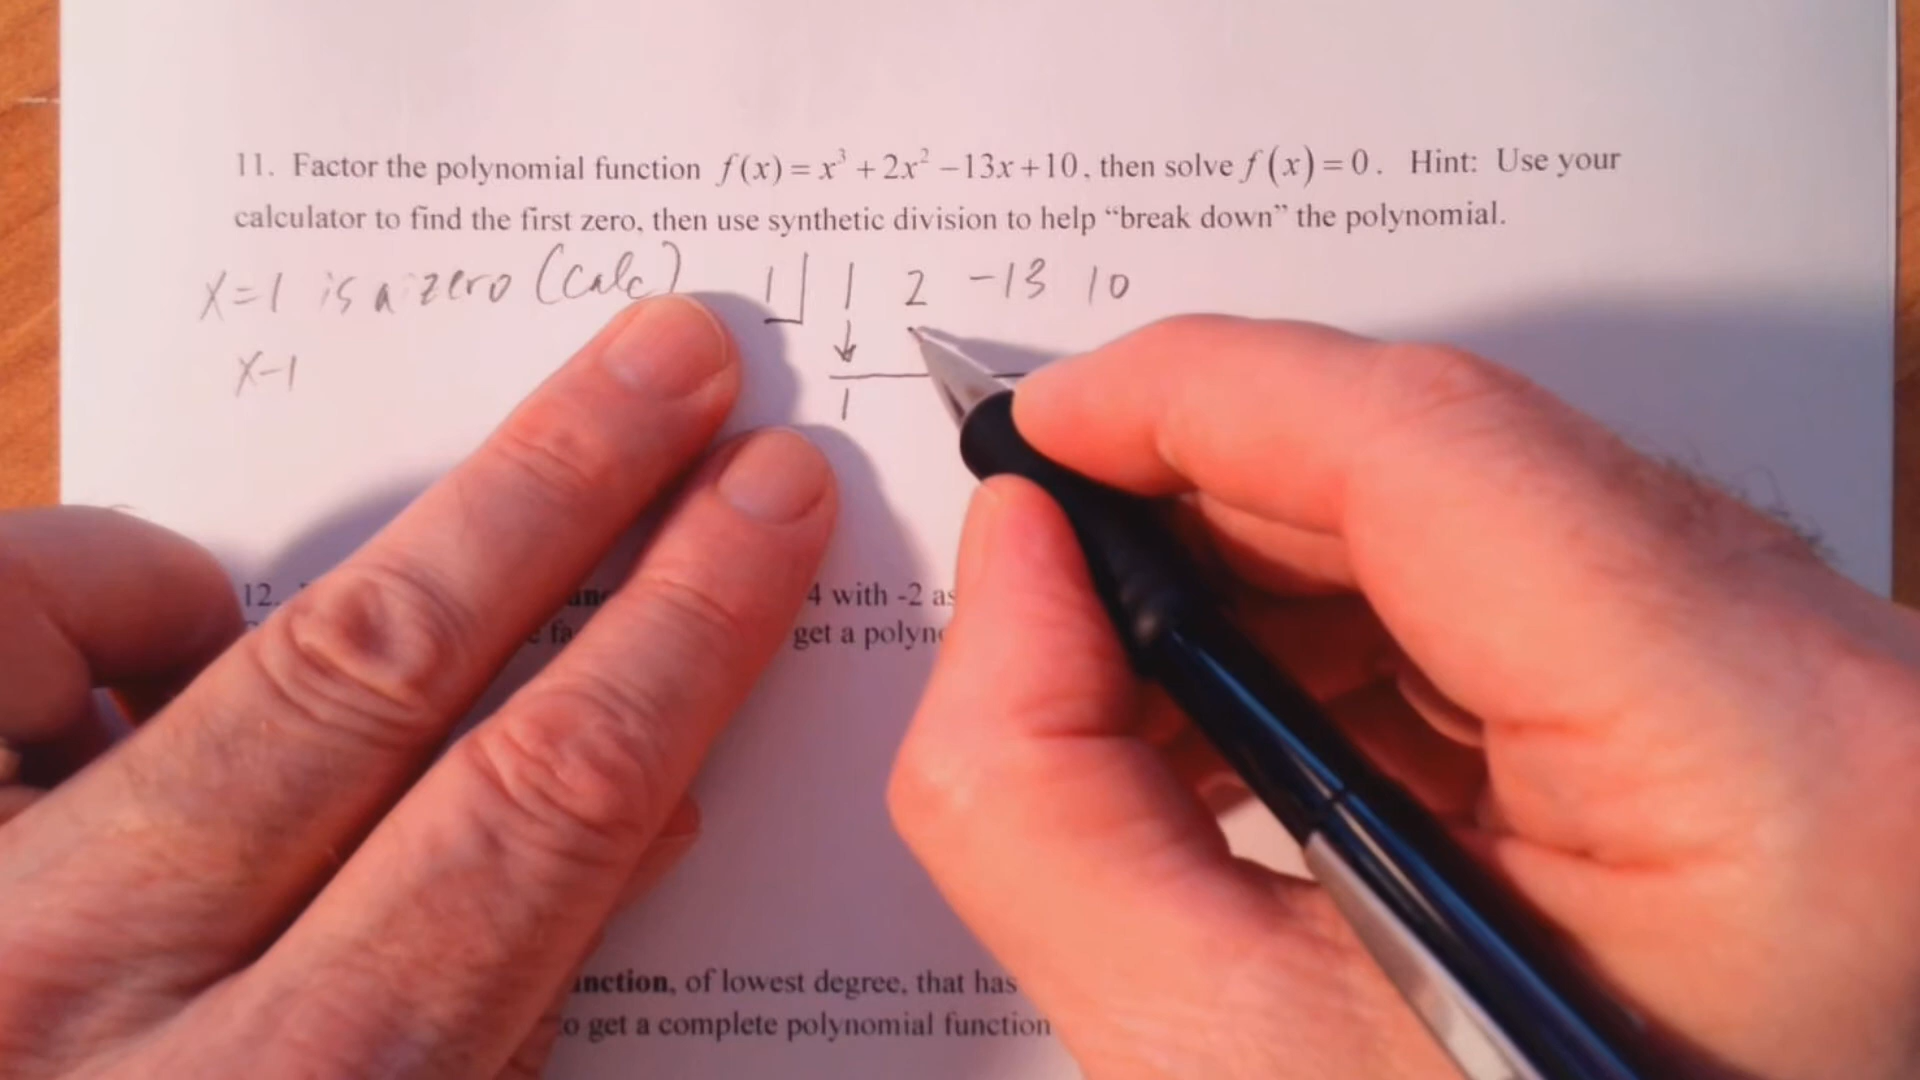 11. Factor the polynomial function f(x) = x³ + 2x² – 13x + 10, then solve f(x) = 0. Hint: Use your
calculator to find the first zero, then use synthetic division to help “break down” the polynomial.
x=1 is a zero (calc) 1 1 2 -13 10
x-1
1
12. 4 with -2 as
get a
unction, of lowest degree, that has
to get a complete polynomial function